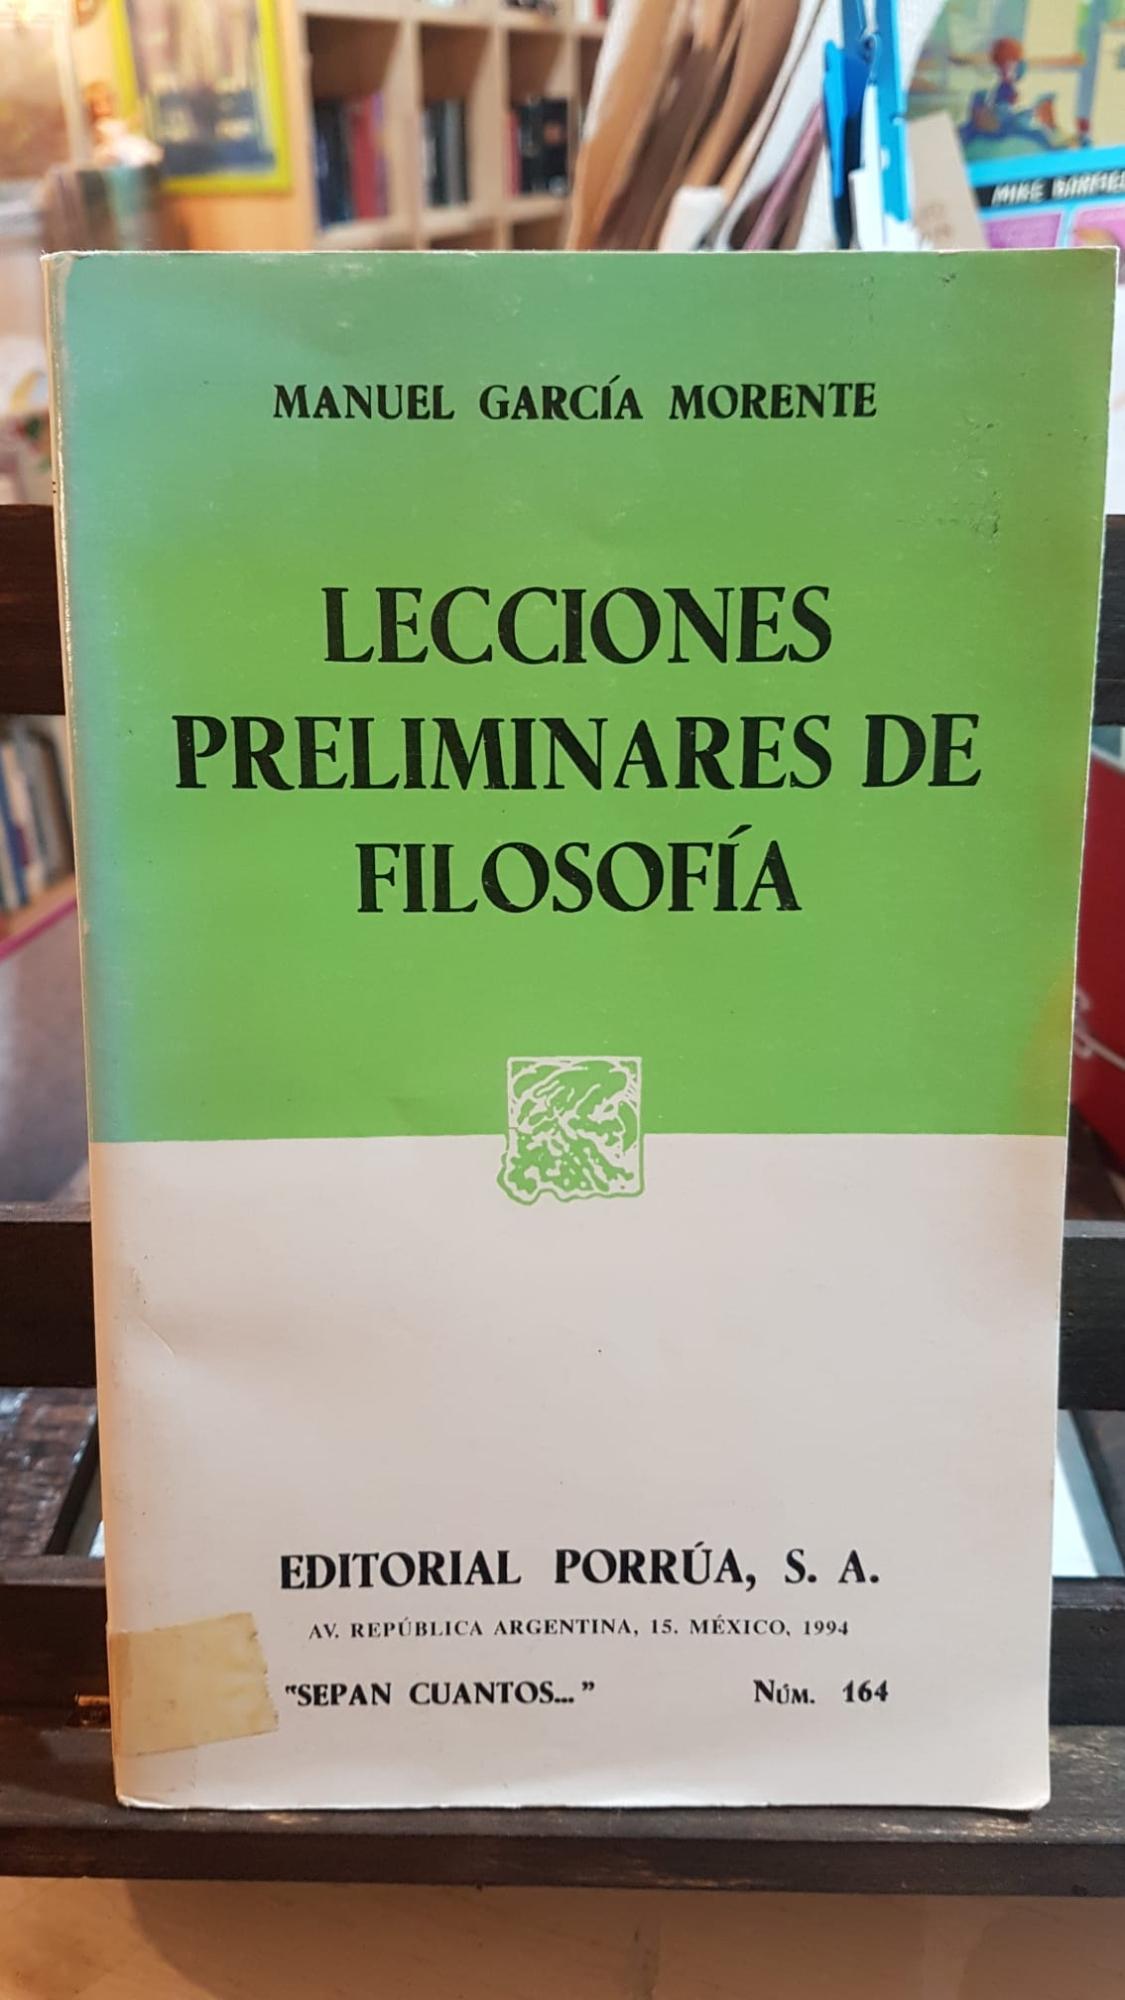 MIKE
MANUEL GARCÍA MORENTE
LECCIONES
PRELIMINARES DE
FILOSOFÍA
EDITORIAL PORRÚA, S. A.
AV. REPÚBLICA ARGENTINA, 15. MÉXICO, 1994
"SEPAN CUANTOS..." NÚM. 164